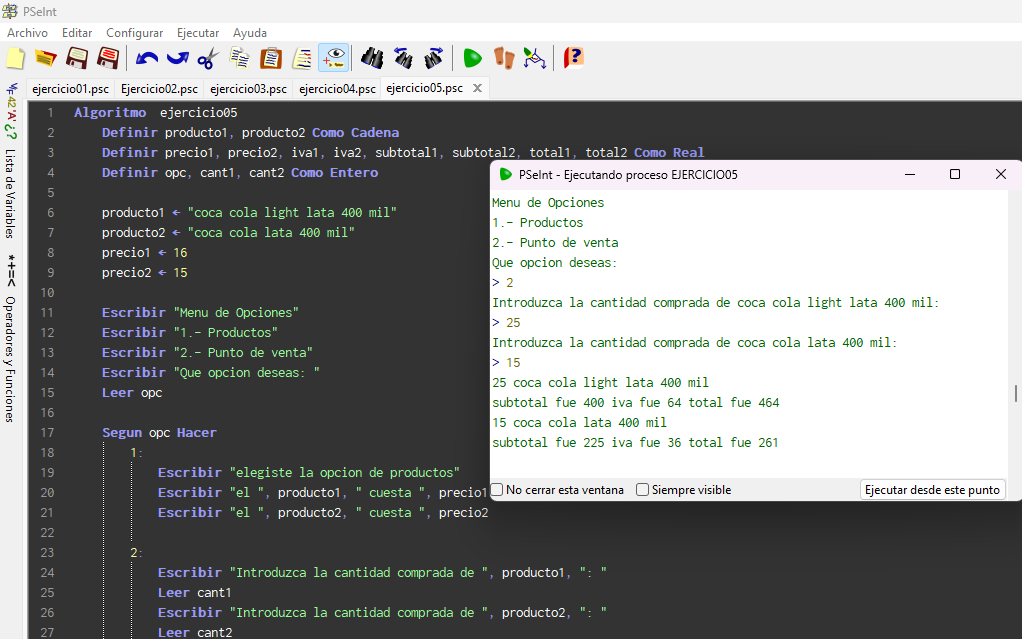 PSeInt
Archivo Editar Configurar Ejecutar Ayuda
ejercicio01.psc Ejercicio02.psc ejercicio03.psc ejercicio04.psc ejercicio05.psc
Lista de Variables
*+=< Operadores y Funciones
1 Algoritmo ejercicio05
2 Definir producto1, producto2 Como Cadena
3 Definir precio1, precio2, iva1, iva2, subtotal1, subtotal2, total1, total2 Como Real
4 Definir opc, cant1, cant2 Como Entero
5
6 producto1 ← "coca cola light lata 400 mil"
7 producto2 ← "coca cola lata 400 mil"
8 precio1 ← 16
9 precio2 ← 15
10
11 Escribir "Menu de Opciones"
12 Escribir "1.- Productos"
13 Escribir "2.- Punto de venta"
14 Escribir "Que opcion deseas: "
15 Leer opc
16
17 Segun opc Hacer
18 1:
19 Escribir "elegiste la opcion de productos"
20 Escribir "el ", producto1, " cuesta ", precio1
21 Escribir "el ", producto2, " cuesta ", precio2
22
23 2:
24 Escribir "Introduzca la cantidad comprada de ", producto1, ": "
25 Leer cant1
26 Escribir "Introduzca la cantidad comprada de ", producto2, ": "
27 Leer cant2
PSeInt - Ejecutando proceso EJERCICIO05
Menu de Opciones
1.- Productos
2.- Punto de venta
Que opcion deseas:
> 2
Introduzca la cantidad comprada de coca cola light lata 400 mil:
> 25
Introduzca la cantidad comprada de coca cola lata 400 mil:
> 15
25 coca cola light lata 400 mil
subtotal fue 400 iva fue 64 total fue 464
15 coca cola lata 400 mil
subtotal fue 225 iva fue 36 total fue 261
No cerrar esta ventana Siempre visible Ejecutar desde este punto